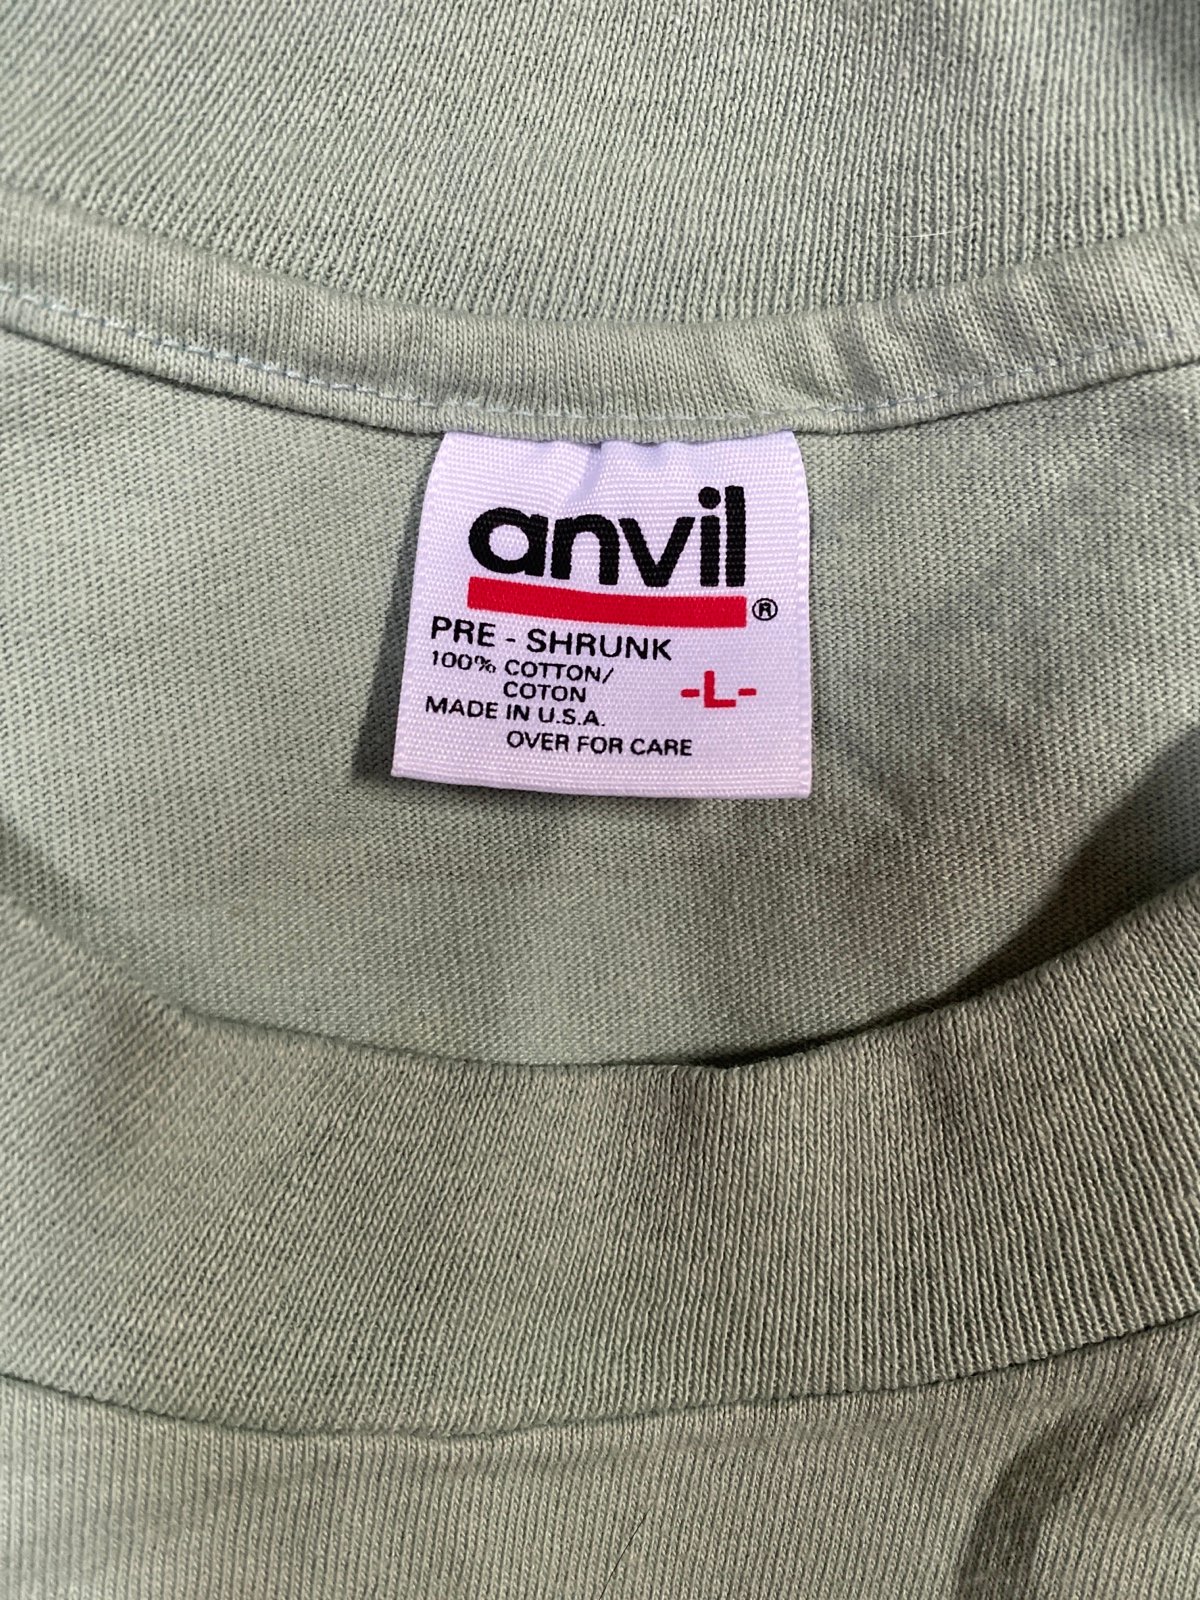 anvil®
PRE - SHRUNK
100% COTTON/
COTON
-L-
MADE IN U.S.A.
OVER FOR CARE